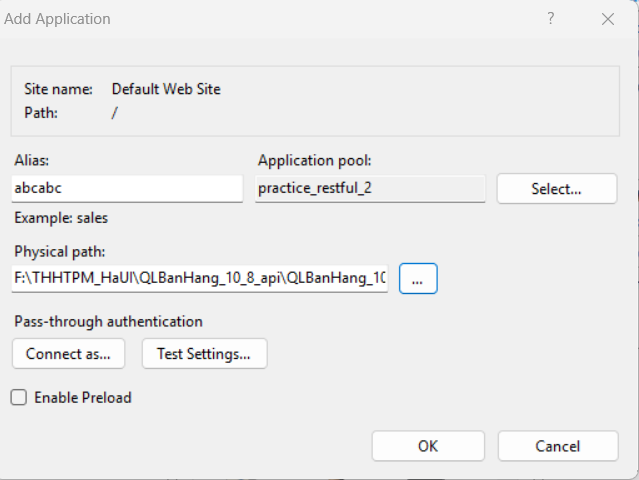 Add Application
?
Site name: Default Web Site
Path: /
Alias: Application pool:
abcabc practice_restful_2 Select...
Example: sales
Physical path:
F:\THHTPM_HaUI\QLBanHang_10_8_api\QLBanHang_10 ...
Pass-through authentication
Connect as... Test Settings...
Enable Preload
OK Cancel